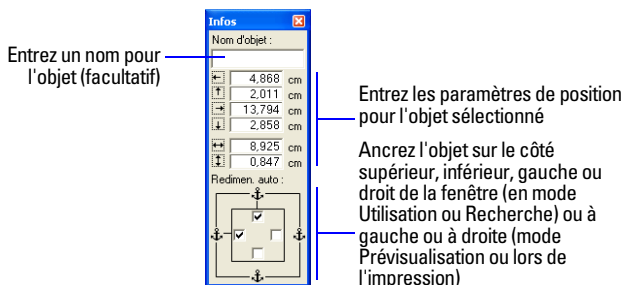 Infos
Nom d'objet :
Entrez un nom pour
l'objet (facultatif)
4,868 cm
2,011 cm
13,794 cm
2,858 cm
8,925 cm
0,847 cm
Entrez les paramètres de position
pour l'objet sélectionné
Redimen. auto :
Ancrez l'objet sur le côté
supérieur, inférieur, gauche ou
droit de la fenêtre (en mode
Utilisation ou Recherche) ou à
gauche ou à droite (mode
Prévisualisation ou lors de
l'impression)